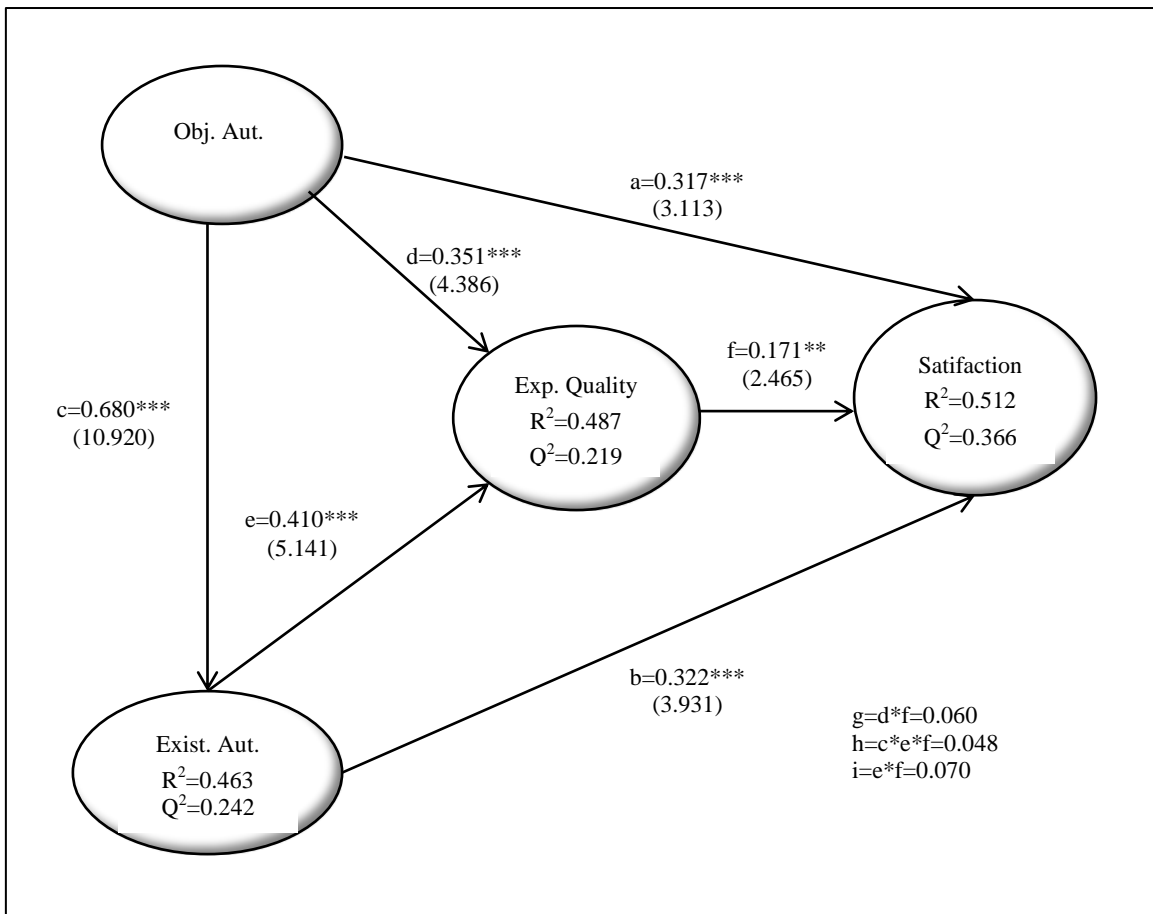 Obj. Aut.
a=0.317***
(3.113)
d=0.351***
(4.386)
c=0.680***
(10.920)
Exp. Quality
R²=0.487
Q²=0.219
f=0.171**
(2.465)
Satifaction
R²=0.512
Q²=0.366
e=0.410***
(5.141)
b=0.322***
(3.931)
Exist. Aut.
R²=0.463
Q²=0.242
g=d*f=0.060
h=c*e*f=0.048
i=e*f=0.070